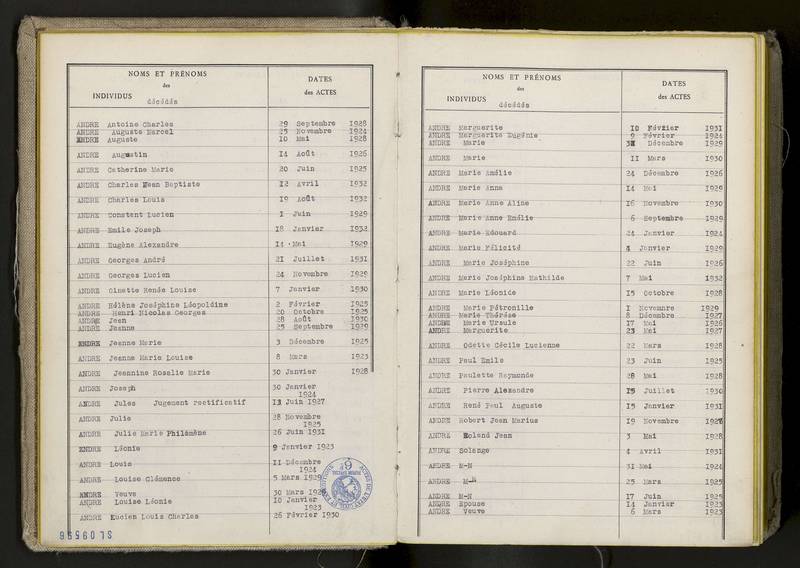 NOMS ET PRÉNOMS
des
INDIVIDUS
décédés
DATES
des ACTES
ANDRE Antoine Charles 29 Septembre 1928
ANDRE Auguste Marcel 25 Novembre 1924
ANDRE Auguste 10 Mai 1928
ANDRE Augustin 14 Août 1926
ANDRE Catherine Marie 20 Juin 1925
ANDRE Charles Jean Baptiste 12 Avril 1932
ANDRE Charles Louis 19 Août 1932
ANDRE Constant Lucien 1 Juin 1929
ANDRE Emile Joseph 18 Janvier 1932
ANDRE Eugène Alexandre 14 Mai 1929
ANDRE Georges André 21 Juillet 1931
ANDRE Georges Lucien 24 Novembre 1929
ANDRE Ginette Renée Louise 7 Janvier 1930
ANDRE Hélène Joséphine Léopoldine 2 Février 1925
ANDRE Henri Nicolas Georges 20 Octobre 1925
ANDRE Jean 28 Août 1930
ANDRE Jeanne 25 Septembre 1929
ANDRE Jeanne Marie 3 Décembre 1925
ANDRE Jeanne Marie Louise 8 Mars 1923
ANDRE Jeannine Roselie Marie 30 Janvier 1928
ANDRE Joseph 30 Janvier
1924
ANDRE Jules Jugement rectificatif 13 Juin 1927
ANDRE Julie 28 Novembre
1925
ANDRE Julie Marie Philomène 26 Juin 1931
ANDRE Léonie 9 Janvier 1923
ANDRE Louis 11 Décembre
1924
ANDRE Louise Clémence 5 Mars 1929
ANDRE Veuve 30 Mars
ANDRE Louise Léonie 10 Janvier
1923
ANDRE Lucien Louis Charles 26 Février 1930
SL 09556
NOMS ET PRÉNOMS
des
INDIVIDUS
décédés
DATES
des ACTES
ANDRE Marguerite 10 Février 1931
ANDRE Marguerite Eugénie 9 Février 1924
ANDRE Marie Décembre 1929
ANDRE Marie 11 Mars 1930
ANDRE Marie Amélie 24 Décembre 1926
ANDRE Marie Anna 14 Mai 1929
ANDRE Marie Anne Aline 16 Novembre 1930
ANDRE Marie Anne Emélie 6 Septembre 1929
ANDRE Marie Edouard 24 Janvier 1924
ANDRE Marie Félicité 4 Janvier 1929
ANDRE Marie Joséphine 22 Juin 1926
ANDRE Marie Joséphine Mathilde 7 Mai 1932
ANDRE Marie Léonide 15 Octobre 1928
ANDRE Marie Pétronille 1 Novembre 1929
ANDRE Marie Thérèse 8 Décembre 1927
ANDRE Marie Ursule 17 Mai 1926
ANDRE Marguerite 23 Mai 1927
ANDRE Odette Cécile Lucienne 22 Mars 1928
ANDRE Paul Emile 23 Juin 1925
ANDRE Paulette Raymonde 28 Mai 1928
ANDRE Pierre Alexandre 15 Juillet 1930
ANDRE René Paul Auguste 15 Janvier 1931
ANDRE Robert Jean Marius 19 Novembre
ANDRE Roland Jean 3 Mai 1928
ANDRE Solange 4 Avril 1931
ANDRE M-N 31 Mai 1924
ANDRE M-N 25 Mars 1925
ANDRE M-N 17 Juin 1925
ANDRE Epouse 14 Janvier 1923
ANDRE Veuve 6 Mars 1923